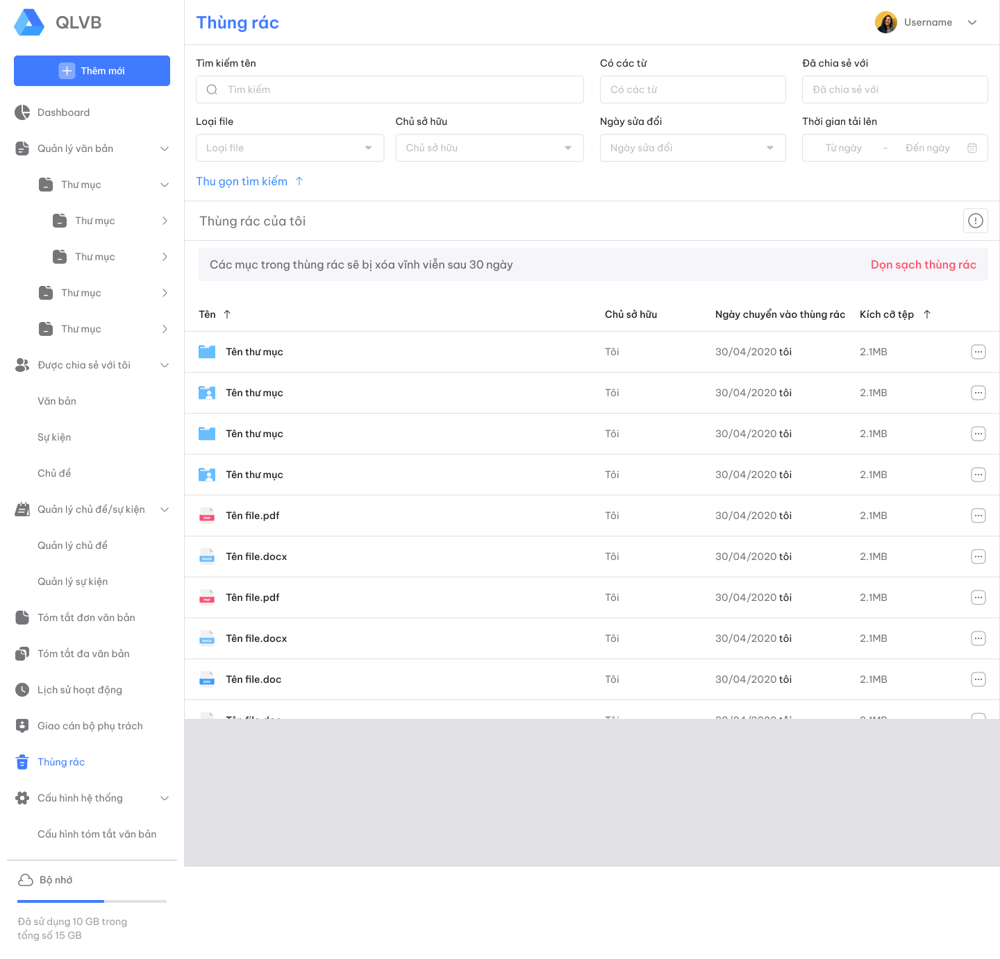 QLVB
Thêm mới
Dashboard
Quản lý văn bản
Thư mục
Thư mục
Thư mục
Thư mục
Thư mục
Được chia sẻ với tôi
Văn bản
Sự kiện
Chủ đề
Quản lý chủ đề/sự kiện
Quản lý chủ đề
Quản lý sự kiện
Tóm tắt đơn văn bản
Tóm tắt đa văn bản
Lịch sử hoạt động
Giao cán bộ phụ trách
Thùng rác
Cấu hình hệ thống
Cấu hình tóm tắt văn bản
Bộ nhớ
Đã sử dụng 10 GB trong
tổng số 15 GB
Thùng rác
Username
Tìm kiếm tên
Có các từ
Đã chia sẻ với
Tìm kiếm
Có các từ
Đã chia sẻ với
Loại file
Chủ sở hữu
Ngày sửa đổi
Thời gian tải lên
Loại file
Chủ sở hữu
Ngày sửa đổi
Từ ngày - Đến ngày
Thu gọn tìm kiếm
Thùng rác của tôi
Các mục trong thùng rác sẽ bị xóa vĩnh viễn sau 30 ngày
Dọn sạch thùng rác
Tên Chủ sở hữu Ngày chuyển vào thùng rác Kích cỡ tệp
Tên thư mục Tôi 30/04/2020 tôi 2.1MB
Tên thư mục Tôi 30/04/2020 tôi 2.1MB
Tên thư mục Tôi 30/04/2020 tôi 2.1MB
Tên thư mục Tôi 30/04/2020 tôi 2.1MB
PDF Tên file.pdf Tôi 30/04/2020 tôi 2.1MB
DOCX Tên file.docx Tôi 30/04/2020 tôi 2.1MB
PDF Tên file.pdf Tôi 30/04/2020 tôi 2.1MB
DOCX Tên file.docx Tôi 30/04/2020 tôi 2.1MB
DOC Tên file.doc Tôi 30/04/2020 tôi 2.1MB